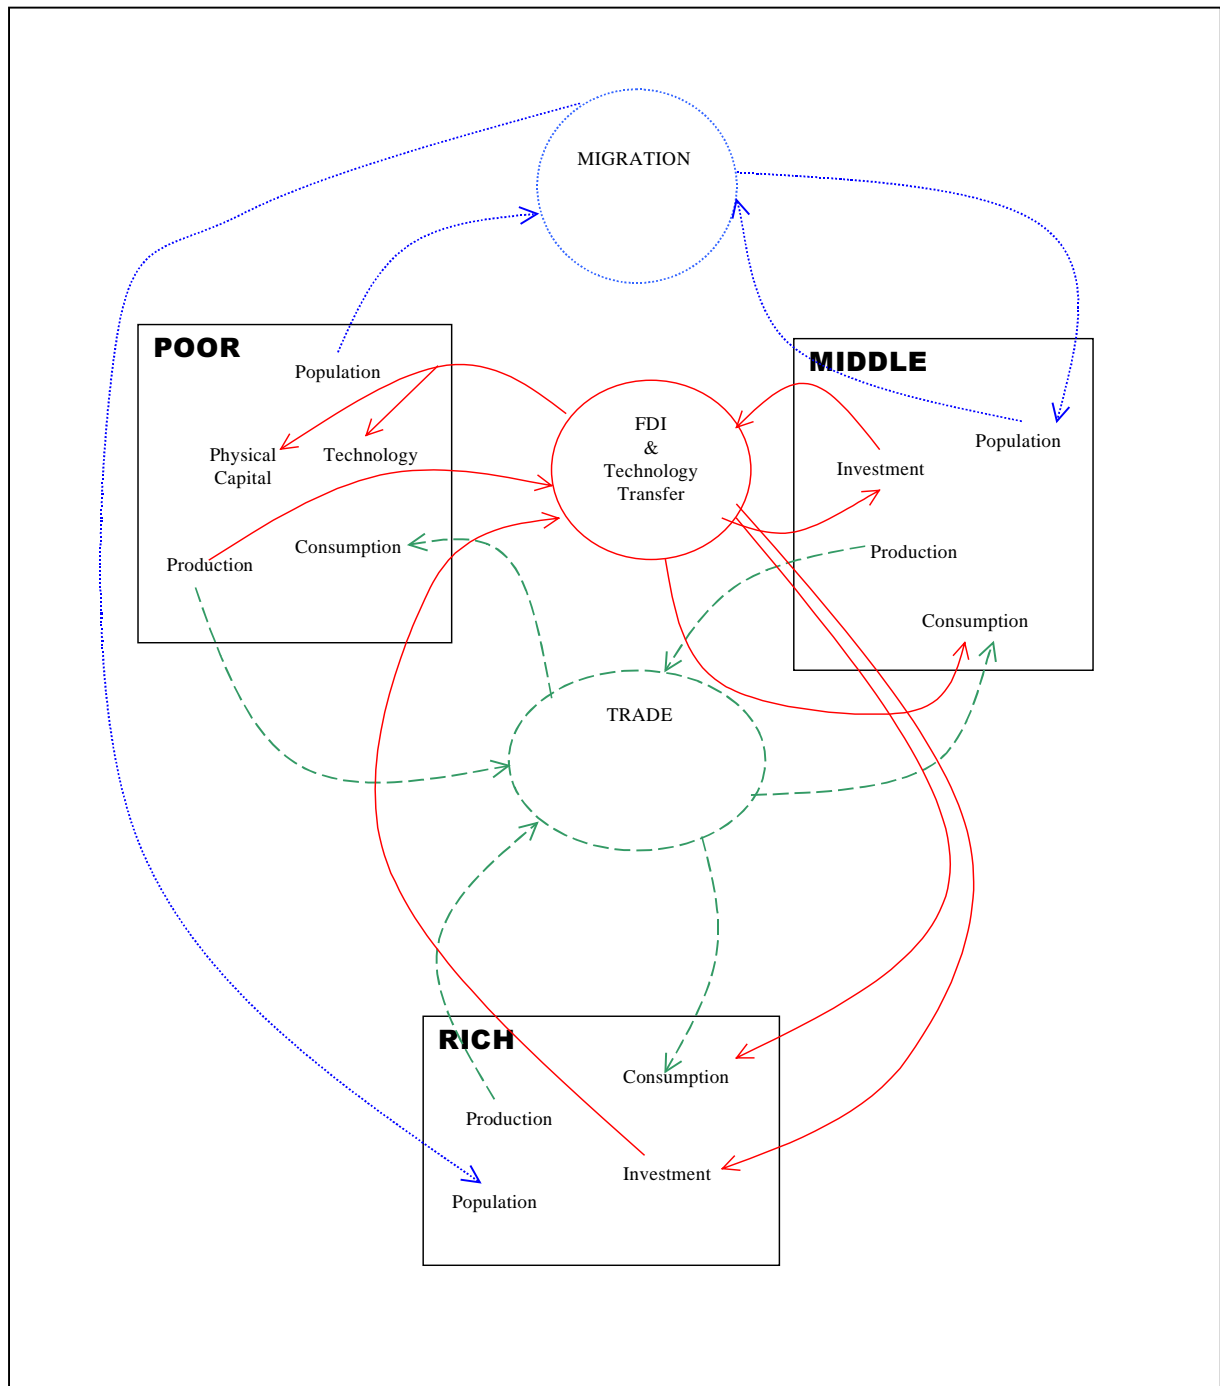 MIGRATION
POOR
Population
Physical
Capital
Technology
Consumption
Production
FDI
&
Technology
Transfer
MIDDLE
Population
Investment
Production
Consumption
TRADE
RICH
Consumption
Production
Investment
Population